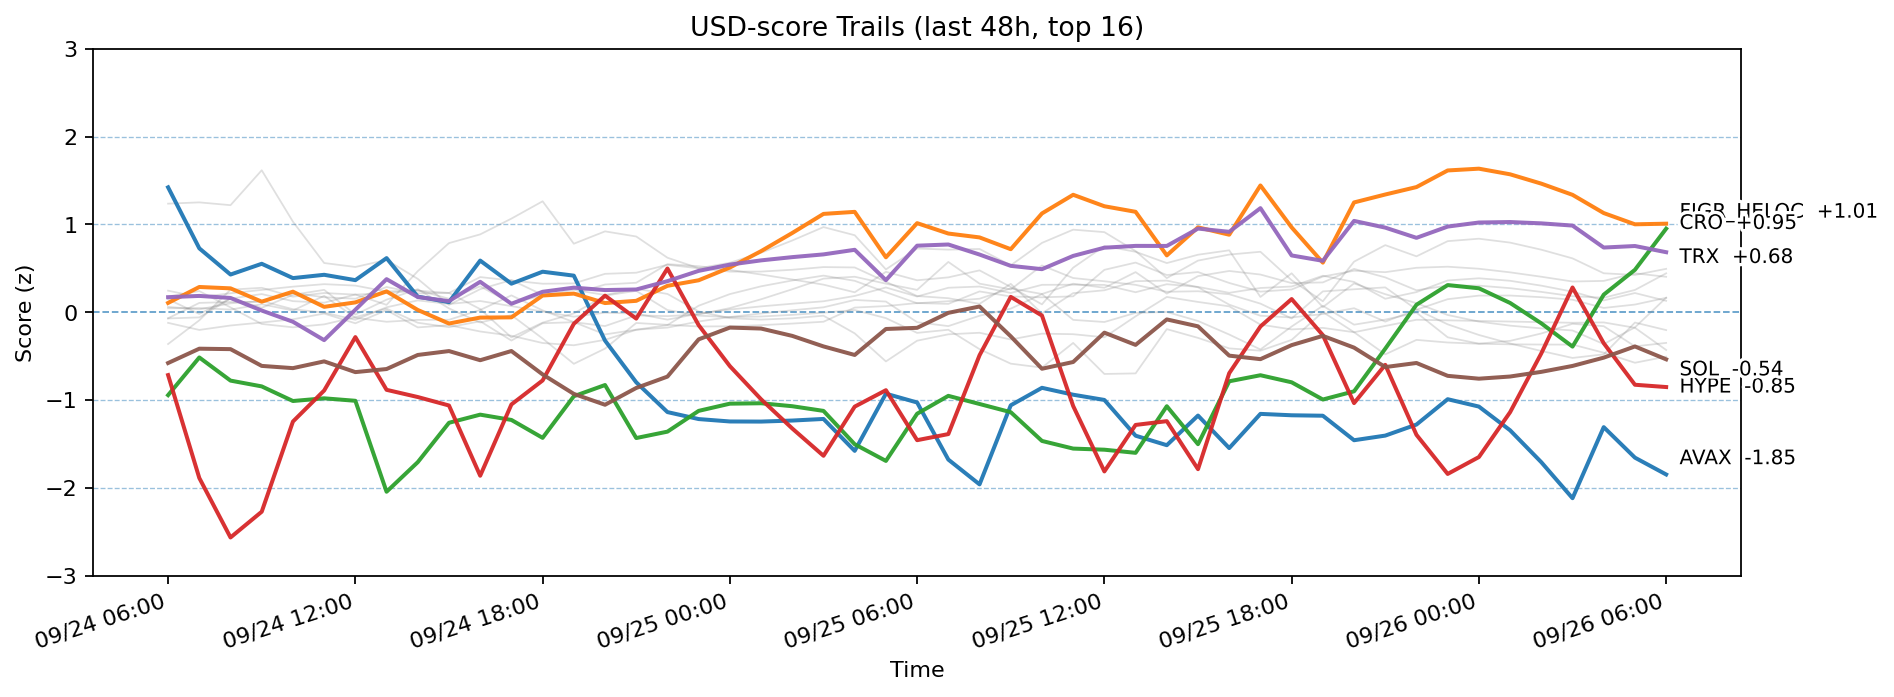 USD-score Trails (last 48h, top 16)
Score (z)
3
2
1
0
−1
−2
−3
FIGR_HELOC +1.01
CRO +0.95
TRX +0.68
SOL -0.54
HYPE -0.85
AVAX -1.85
09/24 06:00
09/24 12:00
09/24 18:00
09/25 00:00
09/25 06:00
09/25 12:00
09/25 18:00
09/26 00:00
09/26 06:00
Time